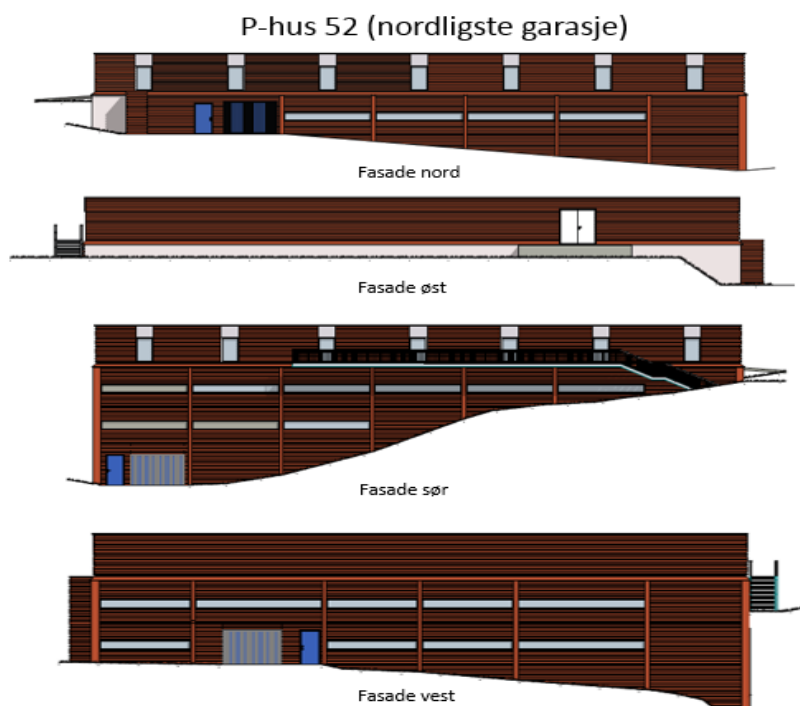 P-hus 52 (nordligste garasje)
Fasade nord
Fasade øst
Fasade sør
Fasade vest